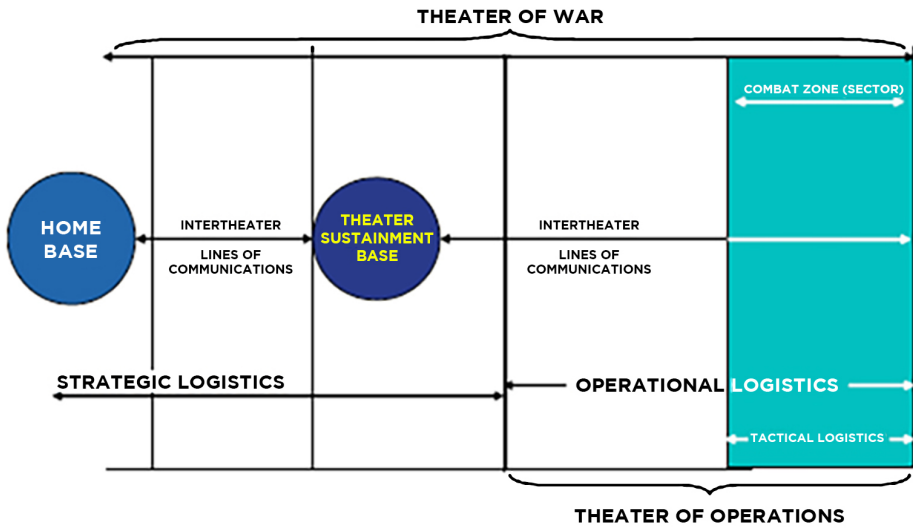 THEATER OF WAR
COMBAT ZONE (SECTOR)
HOME
BASE
INTERTHEATER
LINES OF
COMMUNICATIONS
THEATER
SUSTAINMENT
BASE
INTERTHEATER
LINES OF
COMMUNICATIONS
STRATEGIC LOGISTICS
OPERATIONAL LOGISTICS
TACTICAL LOGISTICS
THEATER OF OPERATIONS